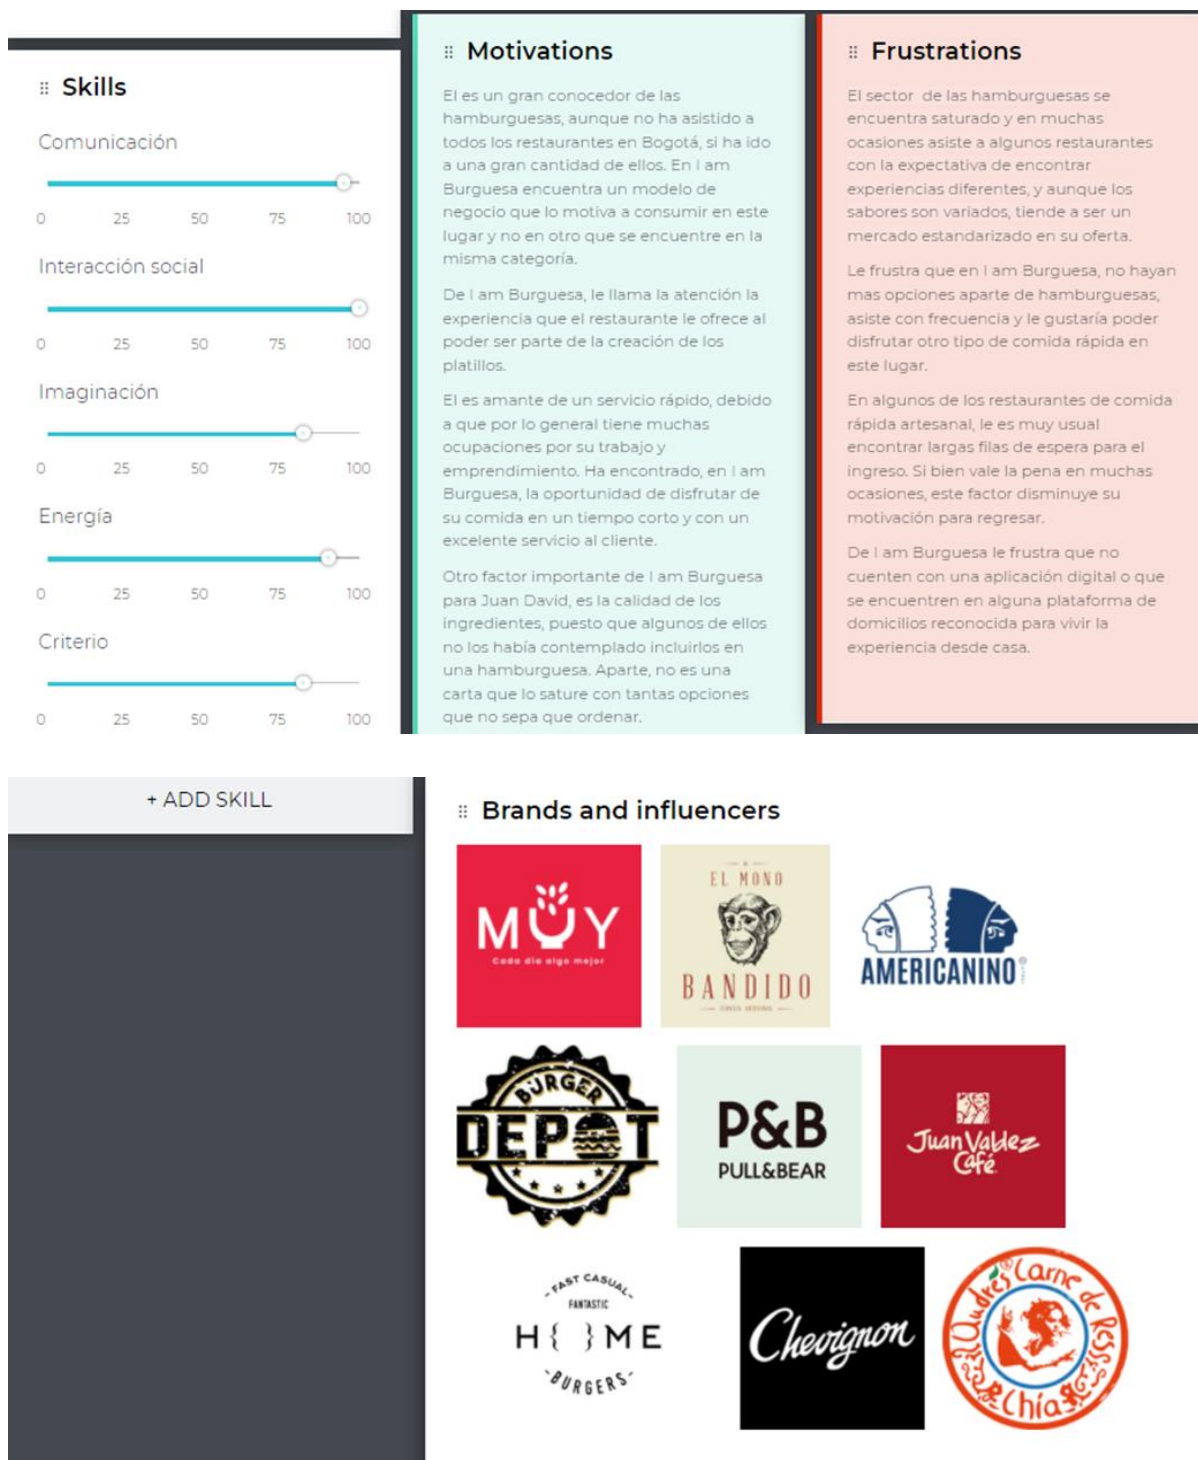 Skills
Comunicación
0 25 50 75 100
Interacción social
0 25 50 75 100
Imaginación
0 25 50 75 100
Energía
0 25 50 75 100
Criterio
0 25 50 75 100
Motivations
El es un gran conocedor de las
hamburguesas, aunque no ha asistido a
todos los restaurantes en Bogotá, si ha ido
a una gran cantidad de ellos. En I am
Burguesa encuentra un modelo de
negocio que lo motiva a consumir en este
lugar y no en otro que se encuentre en la
misma categoría.
De I am Burguesa, le llama la atención la
experiencia que el restaurante le ofrece al
poder ser parte de la creación de los
platillos.
El es amante de un servicio rápido, debido
a que por lo general tiene muchas
ocupaciones por su trabajo y
emprendimiento. Ha encontrado, en I am
Burguesa, la oportunidad de disfrutar de
su comida en un tiempo corto y con un
excelente servicio al cliente.
Otro factor importante de I am Burguesa
para Juan David, es la calidad de los
ingredientes, puesto que algunos de ellos
no los había contemplado incluirlos en
una hamburguesa. Aparte, no es una
carta que lo sature con tantas opciones
que no sepa que ordenar.
Frustrations
El sector de las hamburguesas se
encuentra saturado y en muchas
ocasiones asiste a algunos restaurantes
con la expectativa de encontrar
experiencias diferentes, y aunque los
sabores son variados, tiende a ser un
mercado estandarizado en su oferta.
Le frustra que en I am Burguesa, no hayan
mas opciones aparte de hamburguesas,
asiste con frecuencia y le gustaría poder
disfrutar otro tipo de comida rápida en
este lugar.
En algunos de los restaurantes de comida
rápida artesanal, le es muy usual
encontrar largas filas de espera para el
ingreso. Si bien vale la pena en muchas
ocasiones, este factor disminuye su
motivación para regresar.
De I am Burguesa le frustra que no
cuenten con una aplicación digital o que
se encuentren en alguna plataforma de
domicilios reconocida para vivir la
experiencia desde casa.
+ ADD SKILL
Brands and influencers
MUY
Cada día algo mejor
EL MONO
BANDIDO
AMERICANINO
BURGER
DEPOT
P&B
PULL&BEAR
Juan Valdez
Café
- FAST CASUAL -
FANTASTIC
H{ }ME
- BURGERS -
Chevignon
Andrés Carne de Res
Chía